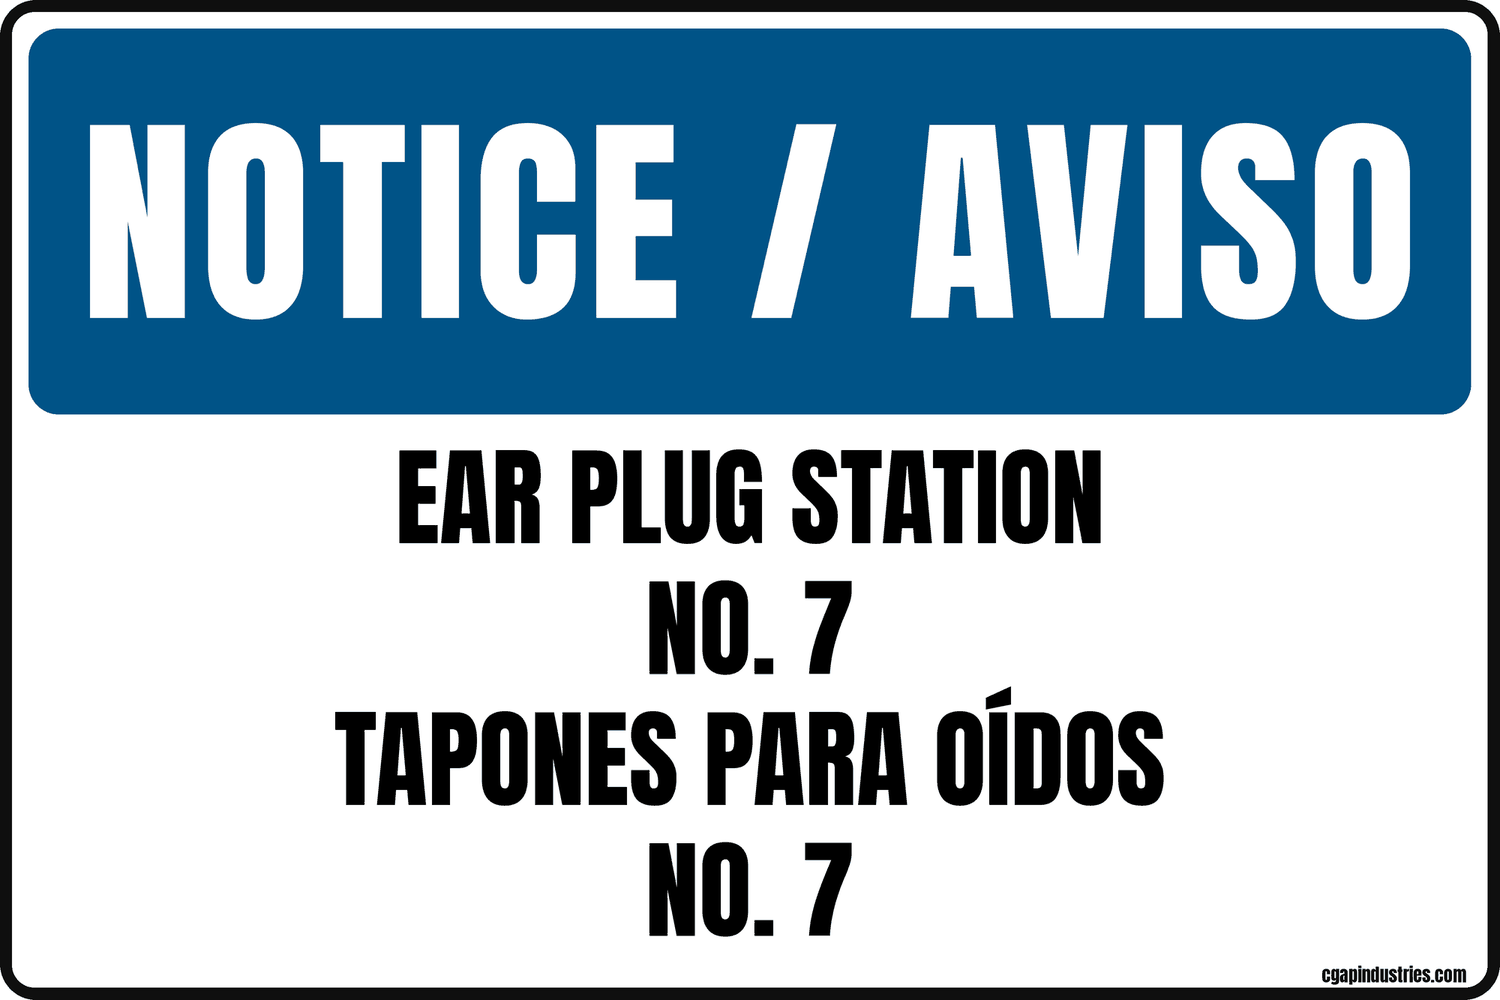 NOTICE / AVISO
EAR PLUG STATION
NO. 7
TAPONES PARA OÍDOS
NO. 7
cgapindustries.com